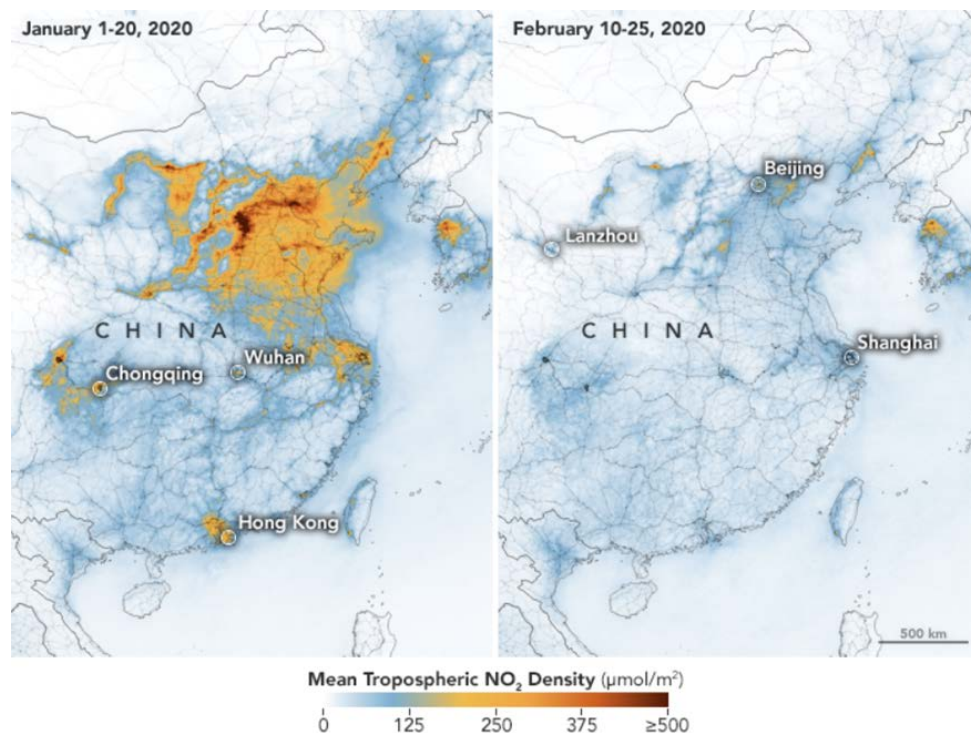 January 1-20, 2020
CHINA
Wuhan
Chongqing
Hong Kong
February 10-25, 2020
Beijing
Lanzhou
CHINA
Shanghai
500 km
Mean Tropospheric NO₂ Density (µmol/m²)
0 125 250 375 ≥500